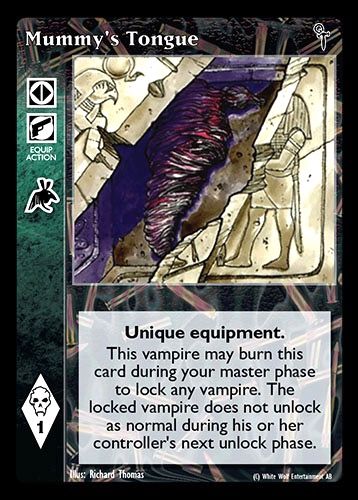 Mummy's Tongue
EQUIP
ACTION
Unique equipment.
This vampire may burn this
card during your master phase
to lock any vampire. The
locked vampire does not unlock
as normal during his or her
controller's next unlock phase.
1
Illus: Richard Thomas
(C) White Wolf Entertainment AB